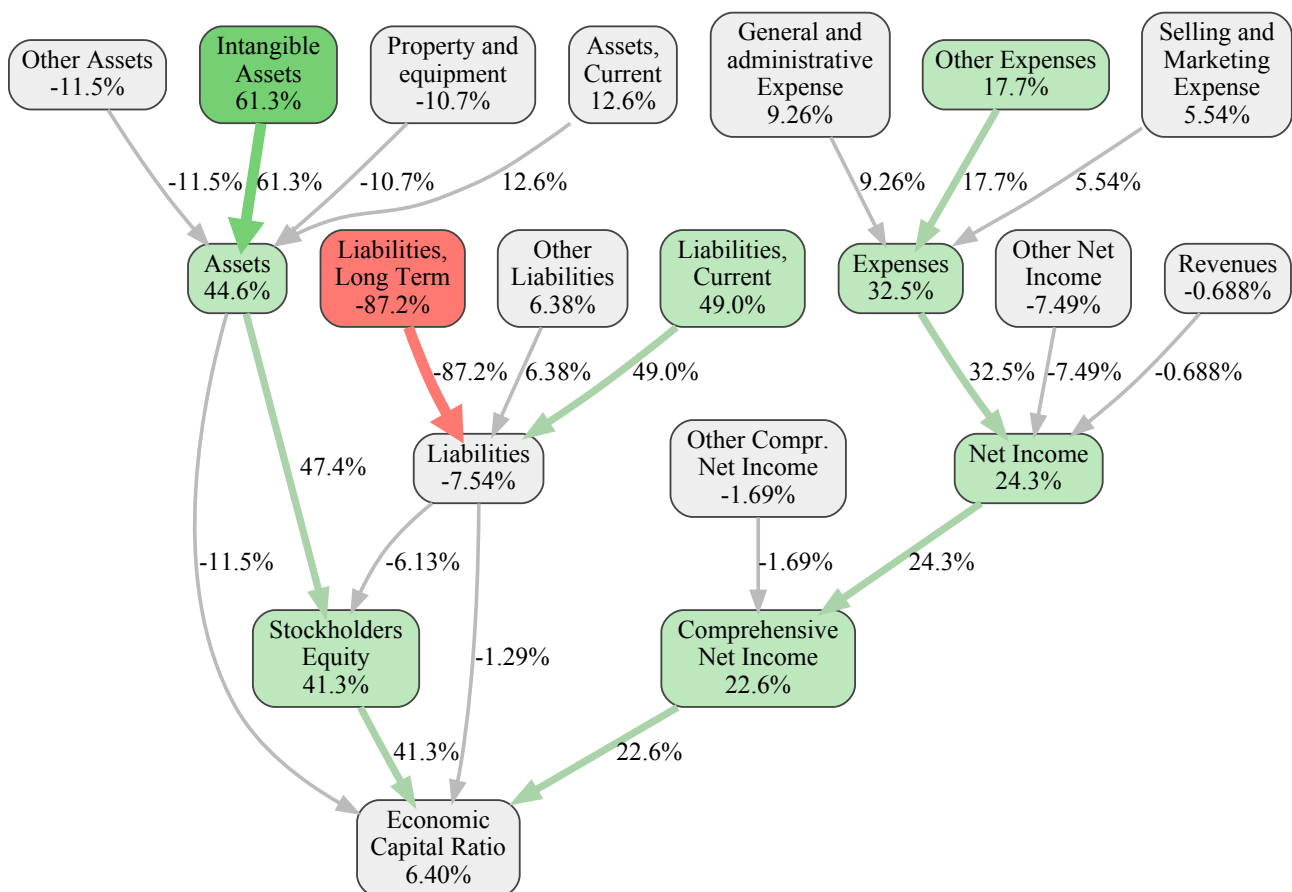 Other Assets
-11.5%
Intangible
Assets
61.3%
Property and
equipment
-10.7%
Assets,
Current
12.6%
General and
administrative
Expense
9.26%
Other Expenses
17.7%
Selling and
Marketing
Expense
5.54%
-11.5%
61.3%
-10.7%
12.6%
9.26%
17.7%
5.54%
Assets
44.6%
Liabilities,
Long Term
-87.2%
Other
Liabilities
6.38%
Liabilities,
Current
49.0%
Expenses
32.5%
Other Net
Income
-7.49%
Revenues
-0.688%
-87.2%
6.38%
49.0%
32.5%
-7.49%
-0.688%
47.4%
Liabilities
-7.54%
Other Compr.
Net Income
-1.69%
Net Income
24.3%
-11.5%
-6.13%
-1.69%
24.3%
Stockholders
Equity
41.3%
-1.29%
Comprehensive
Net Income
22.6%
41.3%
22.6%
Economic
Capital Ratio
6.40%